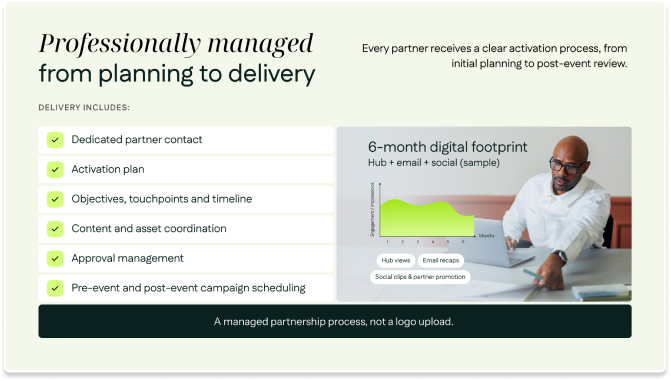 Professionally managed
from planning to delivery
Every partner receives a clear activation process, from
initial planning to post-event review.
DELIVERY INCLUDES:
Dedicated partner contact
Activation plan
Objectives, touchpoints and timeline
Content and asset coordination
Approval management
Pre-event and post-event campaign scheduling
6-month digital footprint
Hub + email + social (sample)
Engagement / impressions
1 2 3 4 5 6
Months
Hub views
Email recaps
Social clips & partner promotion
A managed partnership process, not a logo upload.